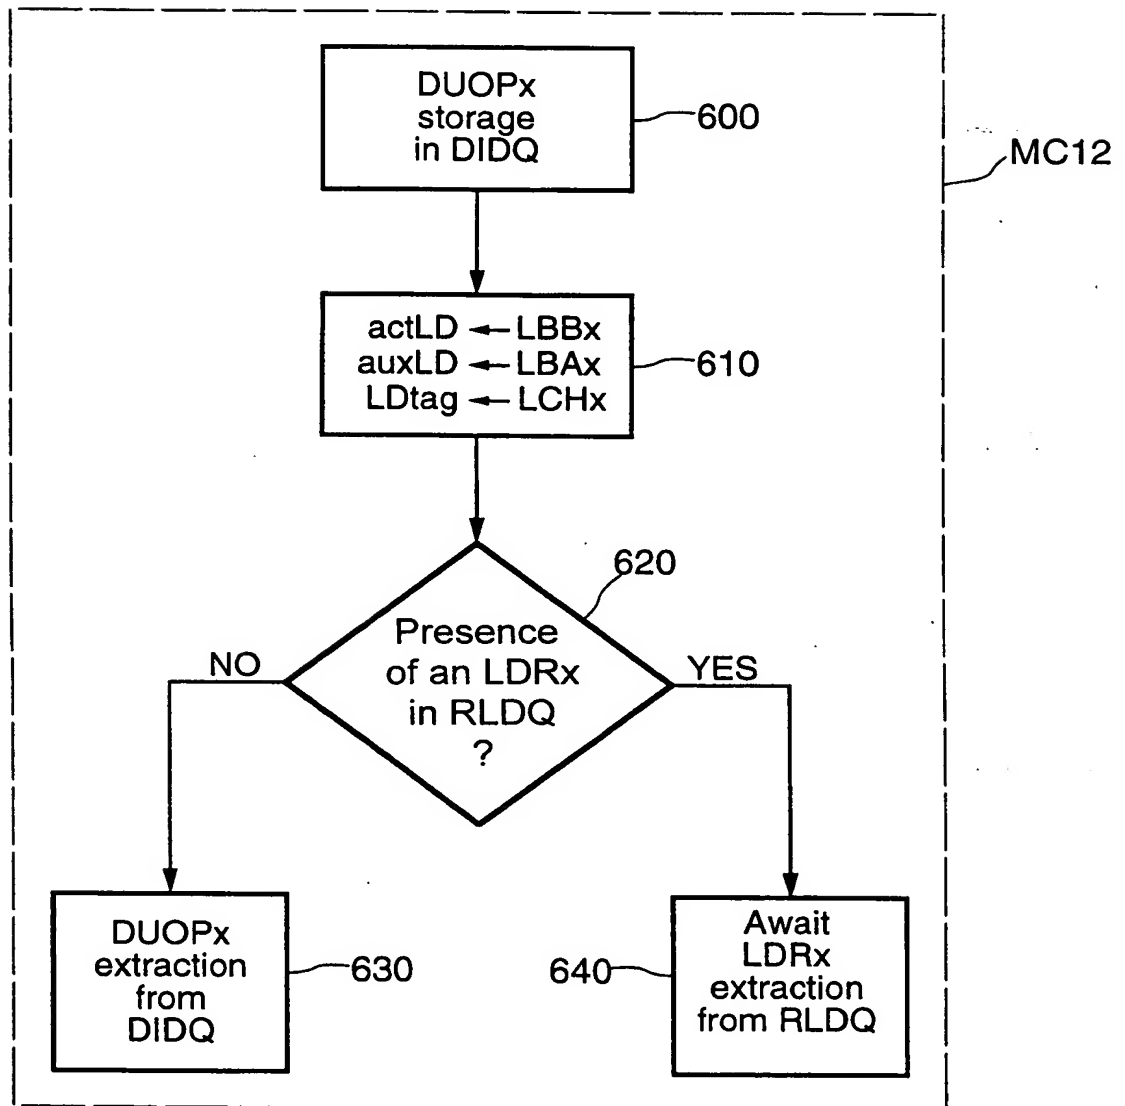 DUOPx
storage
in DIDQ
600
MC12
actLD ← LBBx
auxLD ← LBAx
LDtag ← LCHx
610
620
Presence
of an LDRx
in RLDQ
?
NO
YES
DUOPx
extraction
from
DIDQ
630
640
Await
LDRx
extraction
from RLDQ